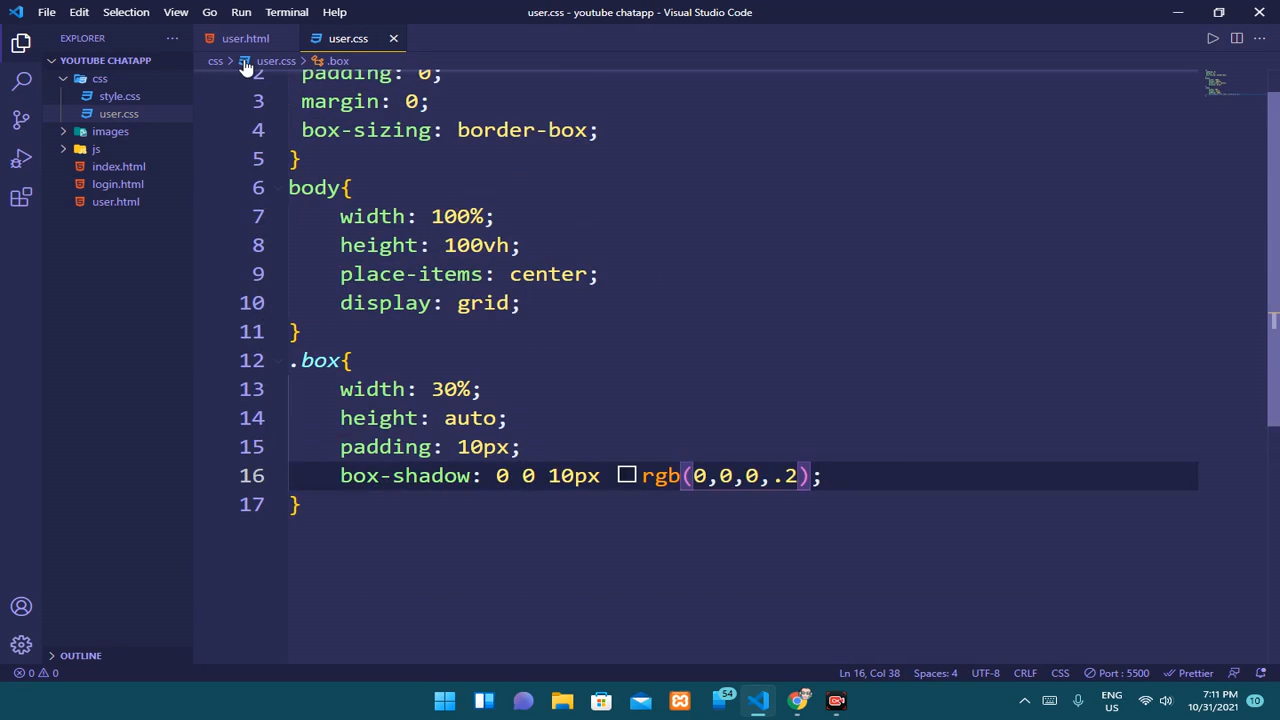 File Edit Selection View Go Run Terminal Help
user.css - youtube chatapp - Visual Studio Code
EXPLORER
user.html
user.css
YOUTUBE CHATAPP
css
style.css
user.css
images
js
index.html
login.html
user.html
OUTLINE
css > user.css > .box
2 padding: 0;
3 margin: 0;
4 box-sizing: border-box;
5 }
6 body{
7 width: 100%;
8 height: 100vh;
9 place-items: center;
10 display: grid;
11 }
12 .box{
13 width: 30%;
14 height: auto;
15 padding: 10px;
16 box-shadow: 0 0 10px rgb(0,0,0,.2);
17 }
0 0
Ln 16, Col 38 Spaces: 4 UTF-8 CRLF CSS Port : 5500 Prettier
54
ENG
US
7:11 PM
10/31/2021
10